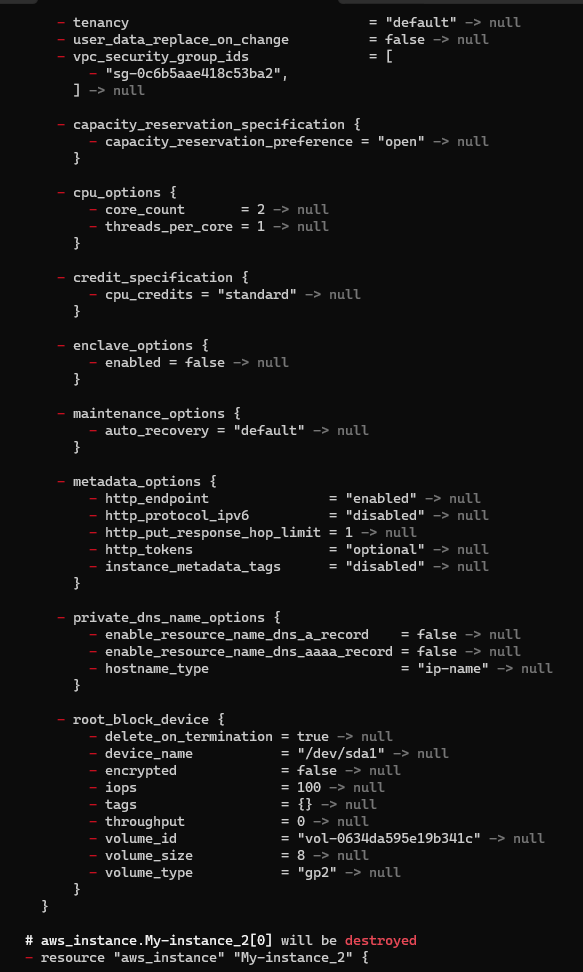 - tenancy                              = "default" -> null
- user_data_replace_on_change          = false -> null
- vpc_security_group_ids               = [
- "sg-0c6b5aae418c53ba2",
] -> null
- capacity_reservation_specification {
- capacity_reservation_preference = "open" -> null
}
- cpu_options {
- core_count       = 2 -> null
- threads_per_core = 1 -> null
}
- credit_specification {
- cpu_credits = "standard" -> null
}
- enclave_options {
- enabled = false -> null
}
- maintenance_options {
- auto_recovery = "default" -> null
}
- metadata_options {
- http_endpoint               = "enabled" -> null
- http_protocol_ipv6          = "disabled" -> null
- http_put_response_hop_limit = 1 -> null
- http_tokens                 = "optional" -> null
- instance_metadata_tags      = "disabled" -> null
}
- private_dns_name_options {
- enable_resource_name_dns_a_record    = false -> null
- enable_resource_name_dns_aaaa_record = false -> null
- hostname_type                        = "ip-name" -> null
}
- root_block_device {
- delete_on_termination = true -> null
- device_name           = "/dev/sda1" -> null
- encrypted             = false -> null
- iops                  = 100 -> null
- tags                  = {} -> null
- throughput            = 0 -> null
- volume_id             = "vol-0634da595e19b341c" -> null
- volume_size           = 8 -> null
- volume_type           = "gp2" -> null
}
}
# aws_instance.My-instance_2[0] will be destroyed
- resource "aws_instance" "My-instance_2" {